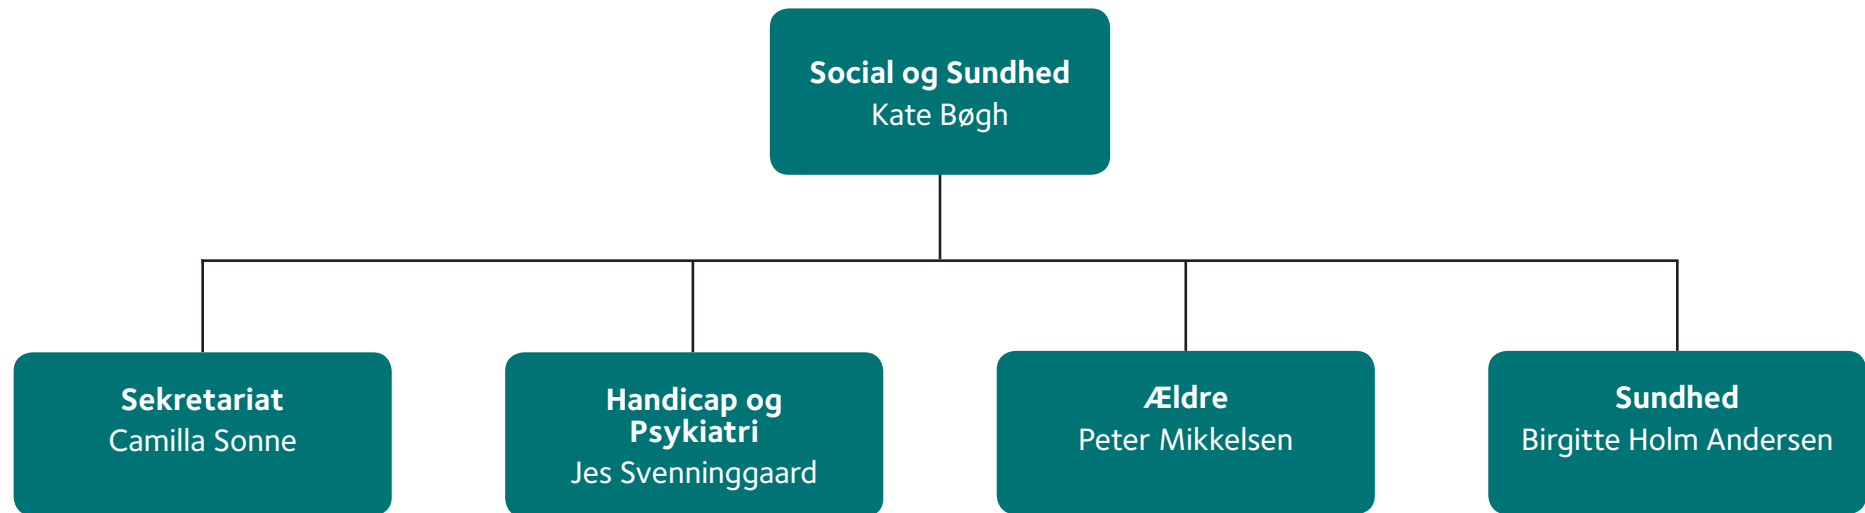 Social og Sundhed
Kate Bøgh
Sekretariat
Camilla Sonne
Handicap og
Psykiatri
Jes Svenninggaard
Ældre
Peter Mikkelsen
Sundhed
Birgitte Holm Andersen